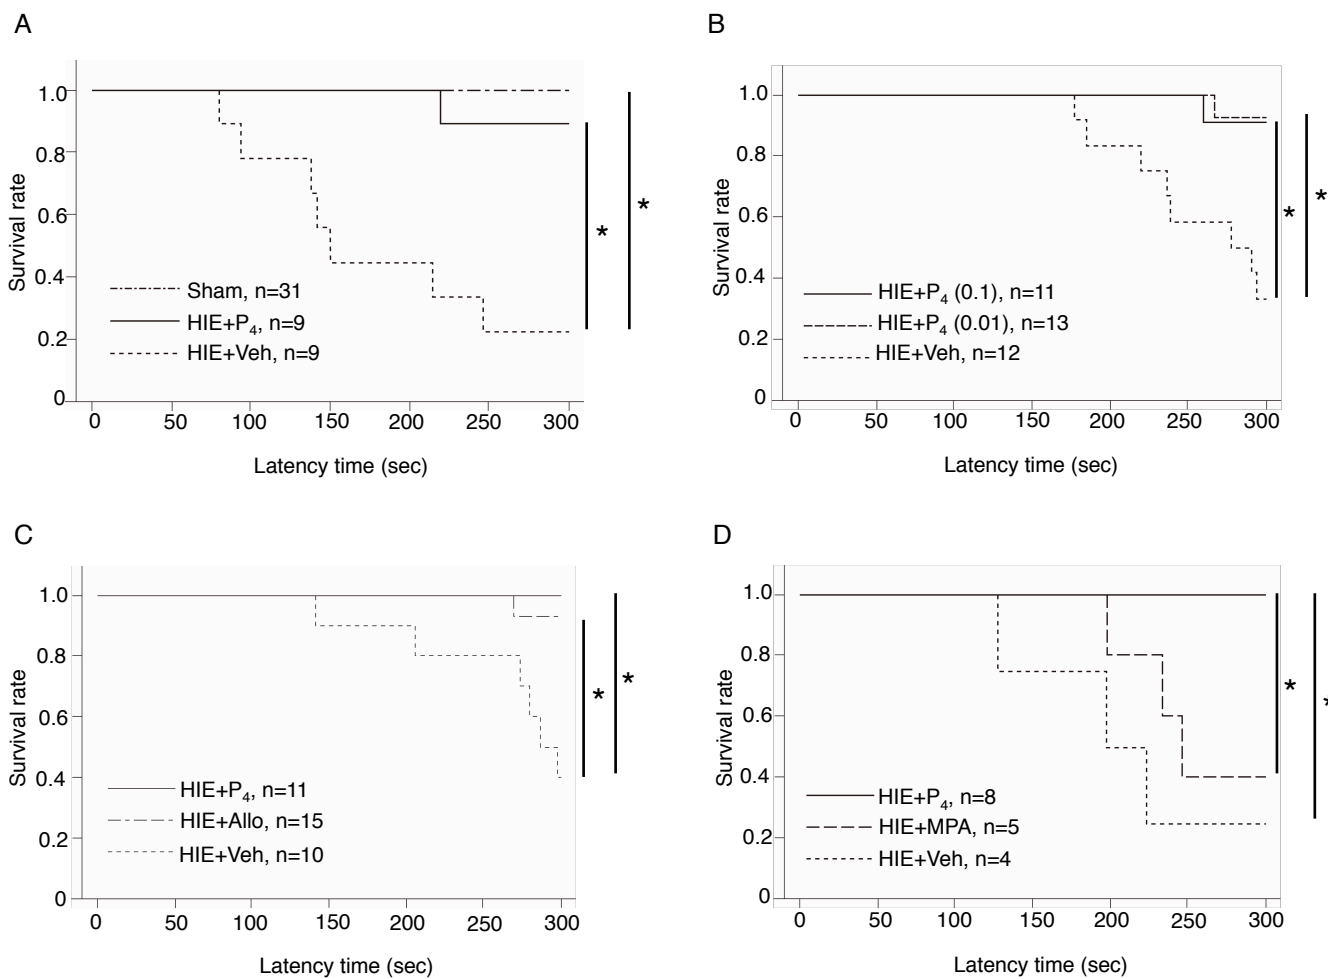 A
1.0
0.8
0.6
0.4
0.2
0
Survival rate
Sham, n=31
HIE+P4, n=9
HIE+Veh, n=9
0 50 100 150 200 250 300
Latency time (sec)
*
*
B
1.0
0.8
0.6
0.4
0.2
0
Survival rate
HIE+P4 (0.1), n=11
HIE+P4 (0.01), n=13
HIE+Veh, n=12
0 50 100 150 200 250 300
Latency time (sec)
*
*
C
1.0
0.8
0.6
0.4
0.2
0
Survival rate
HIE+P4, n=11
HIE+Allo, n=15
HIE+Veh, n=10
0 50 100 150 200 250 300
Latency time (sec)
*
*
D
1.0
0.8
0.6
0.4
0.2
0
Survival rate
HIE+P4, n=8
HIE+MPA, n=5
HIE+Veh, n=4
0 50 100 150 200 250 300
Latency time (sec)
*
*